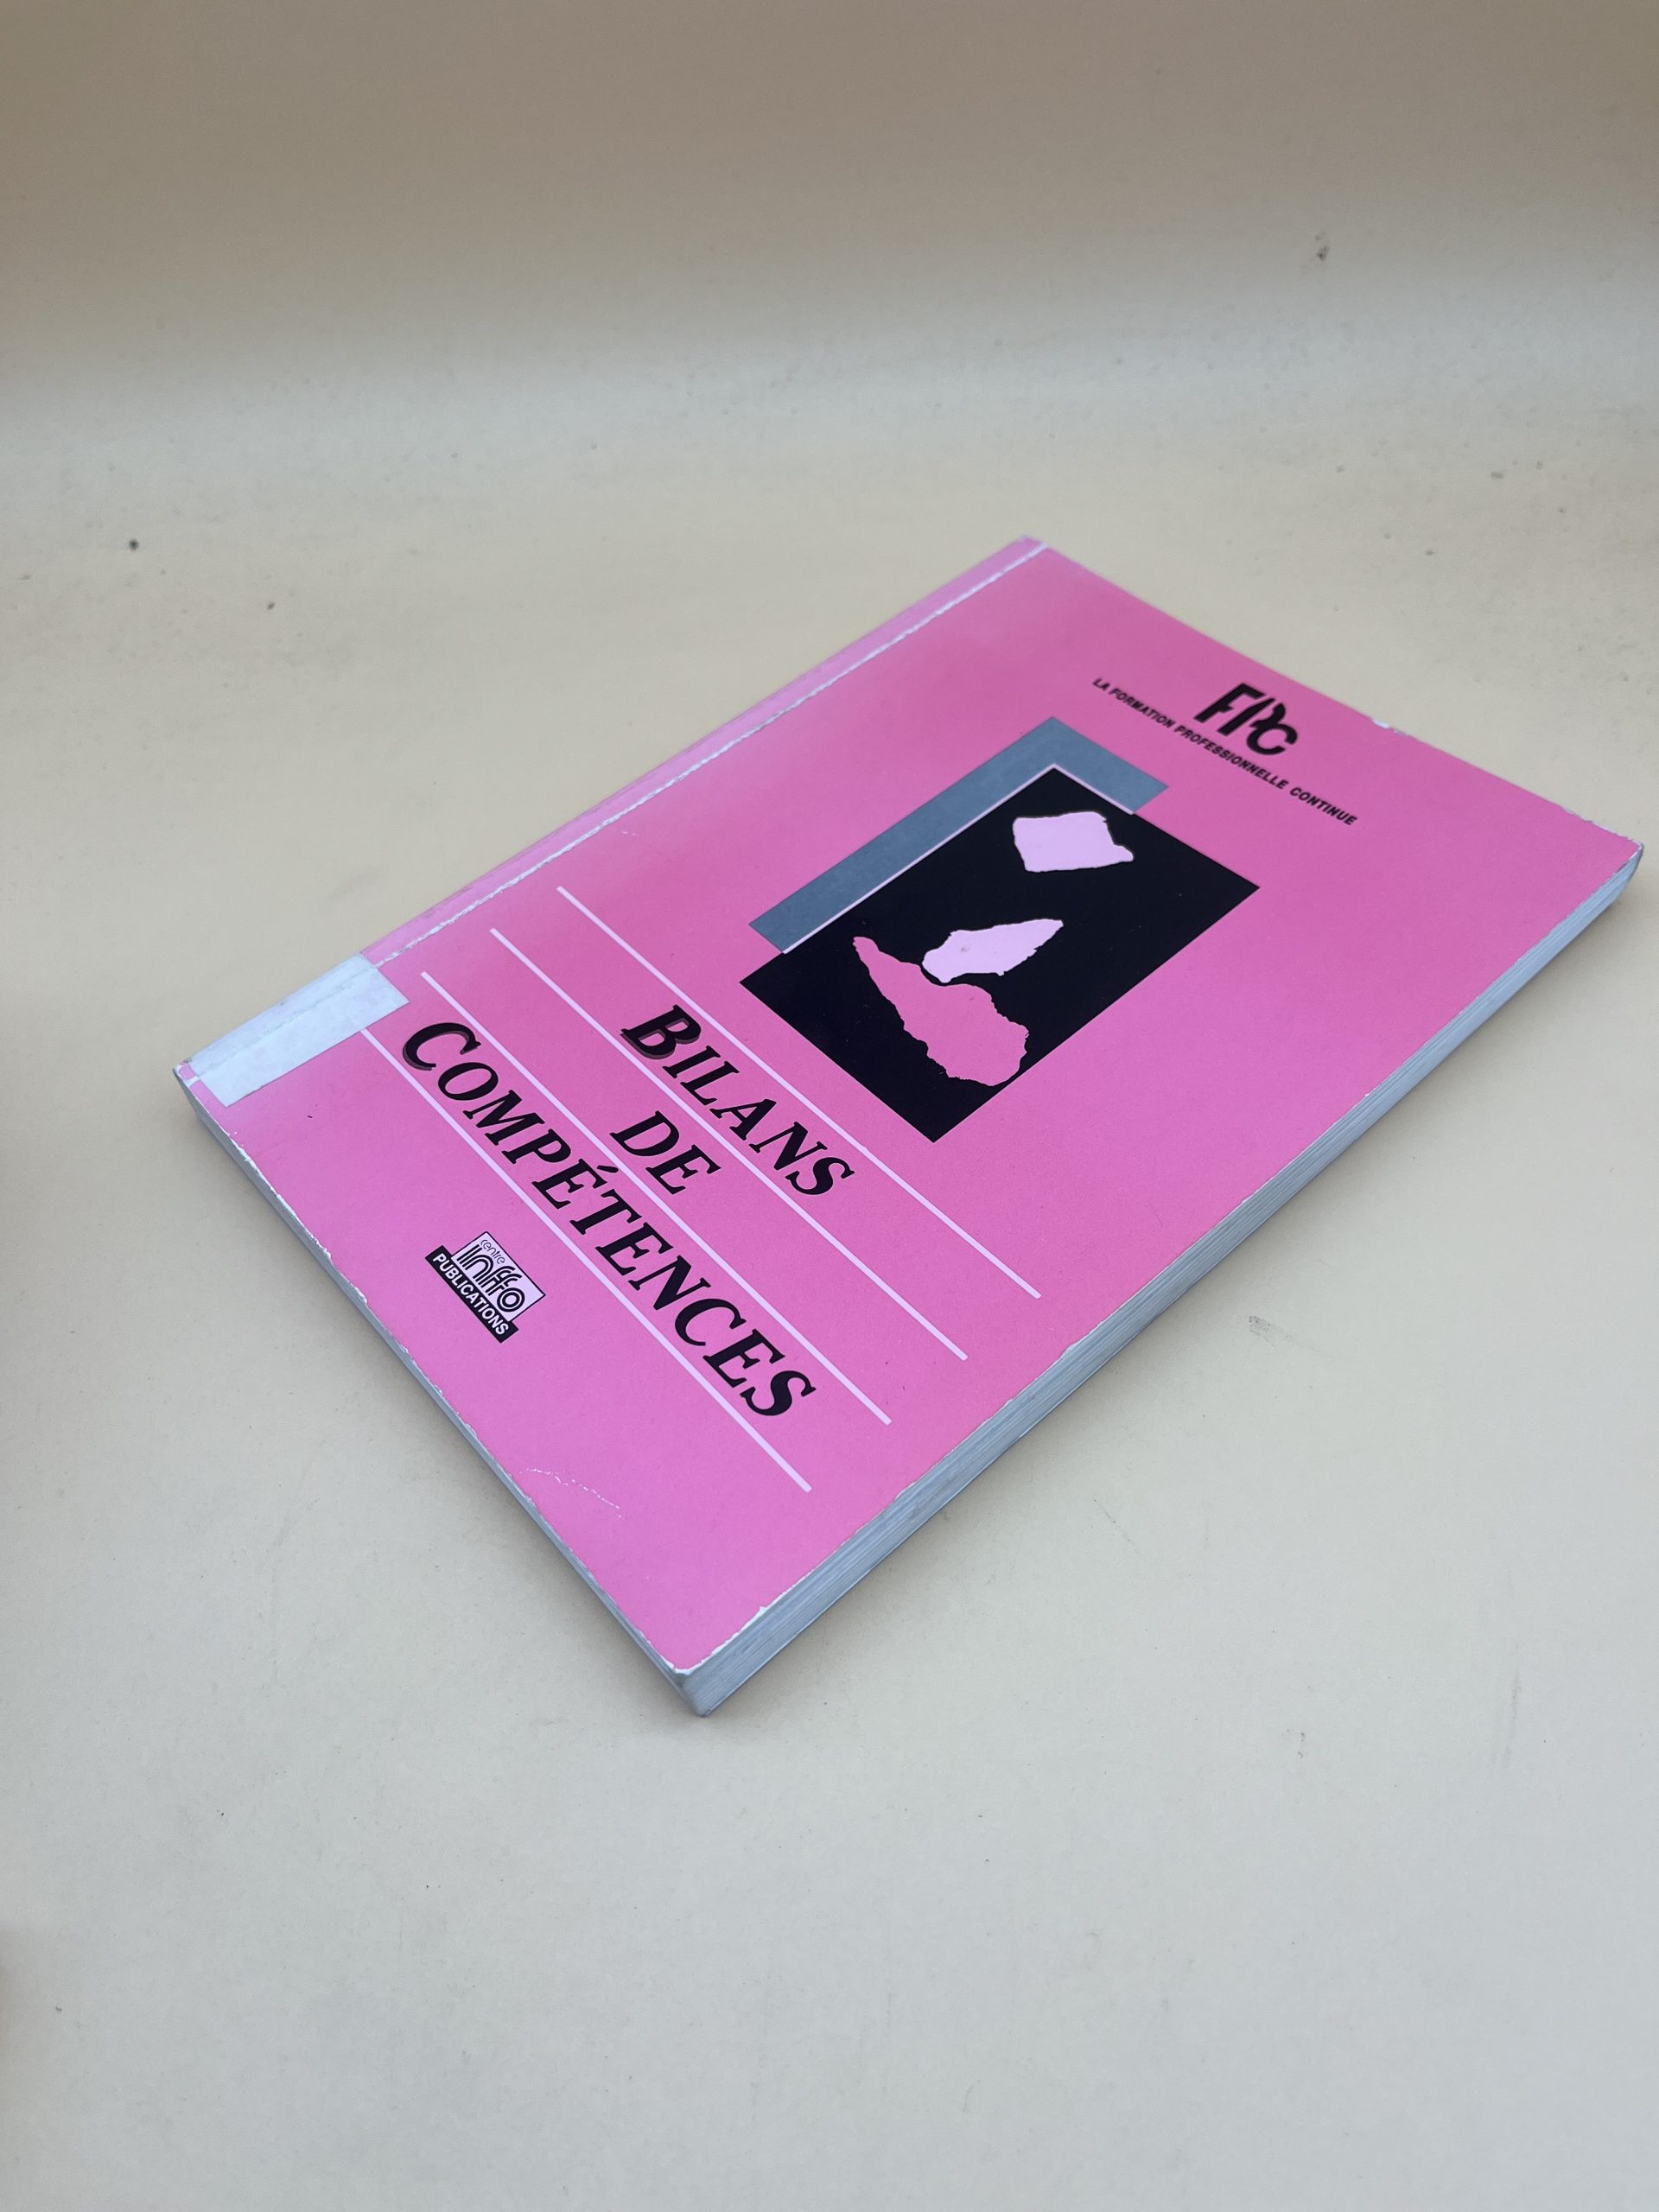 FPC
LA FORMATION PROFESSIONNELLE CONTINUE
BILANS
DE
COMPÉTENCES
centre
inffo
PUBLICATIONS